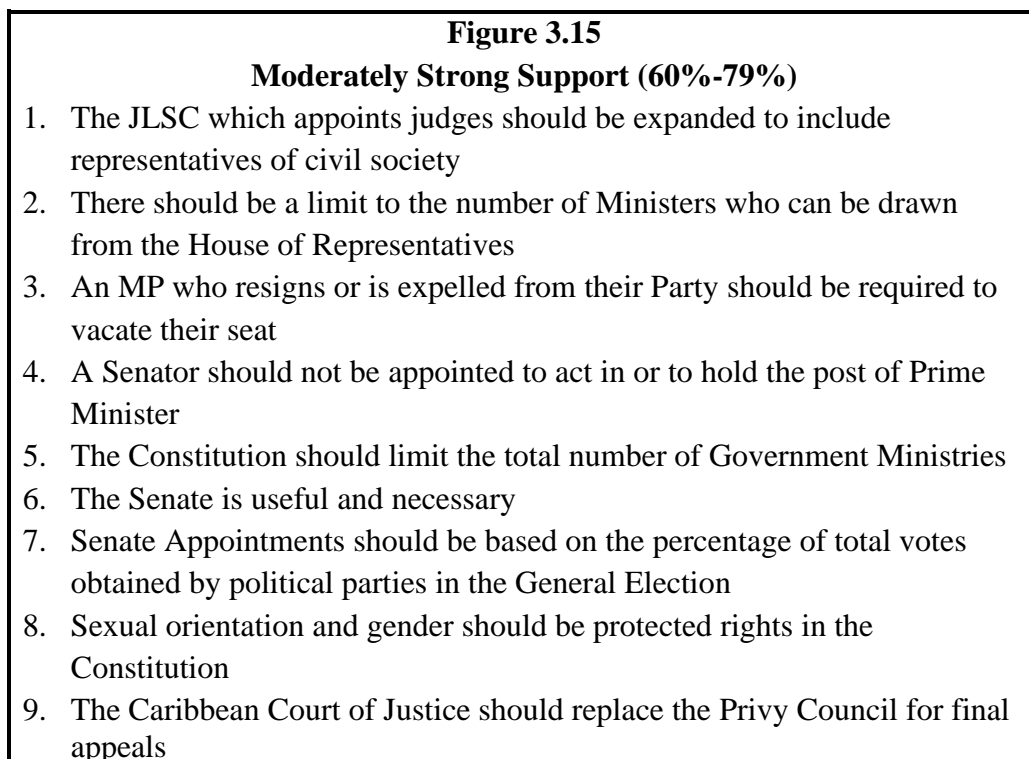 Figure 3.15
Moderately Strong Support (60%-79%)
1. The JLSC which appoints judges should be expanded to include
representatives of civil society
2. There should be a limit to the number of Ministers who can be drawn
from the House of Representatives
3. An MP who resigns or is expelled from their Party should be required to
vacate their seat
4. A Senator should not be appointed to act in or to hold the post of Prime
Minister
5. The Constitution should limit the total number of Government Ministries
6. The Senate is useful and necessary
7. Senate Appointments should be based on the percentage of total votes
obtained by political parties in the General Election
8. Sexual orientation and gender should be protected rights in the
Constitution
9. The Caribbean Court of Justice should replace the Privy Council for final
appeals